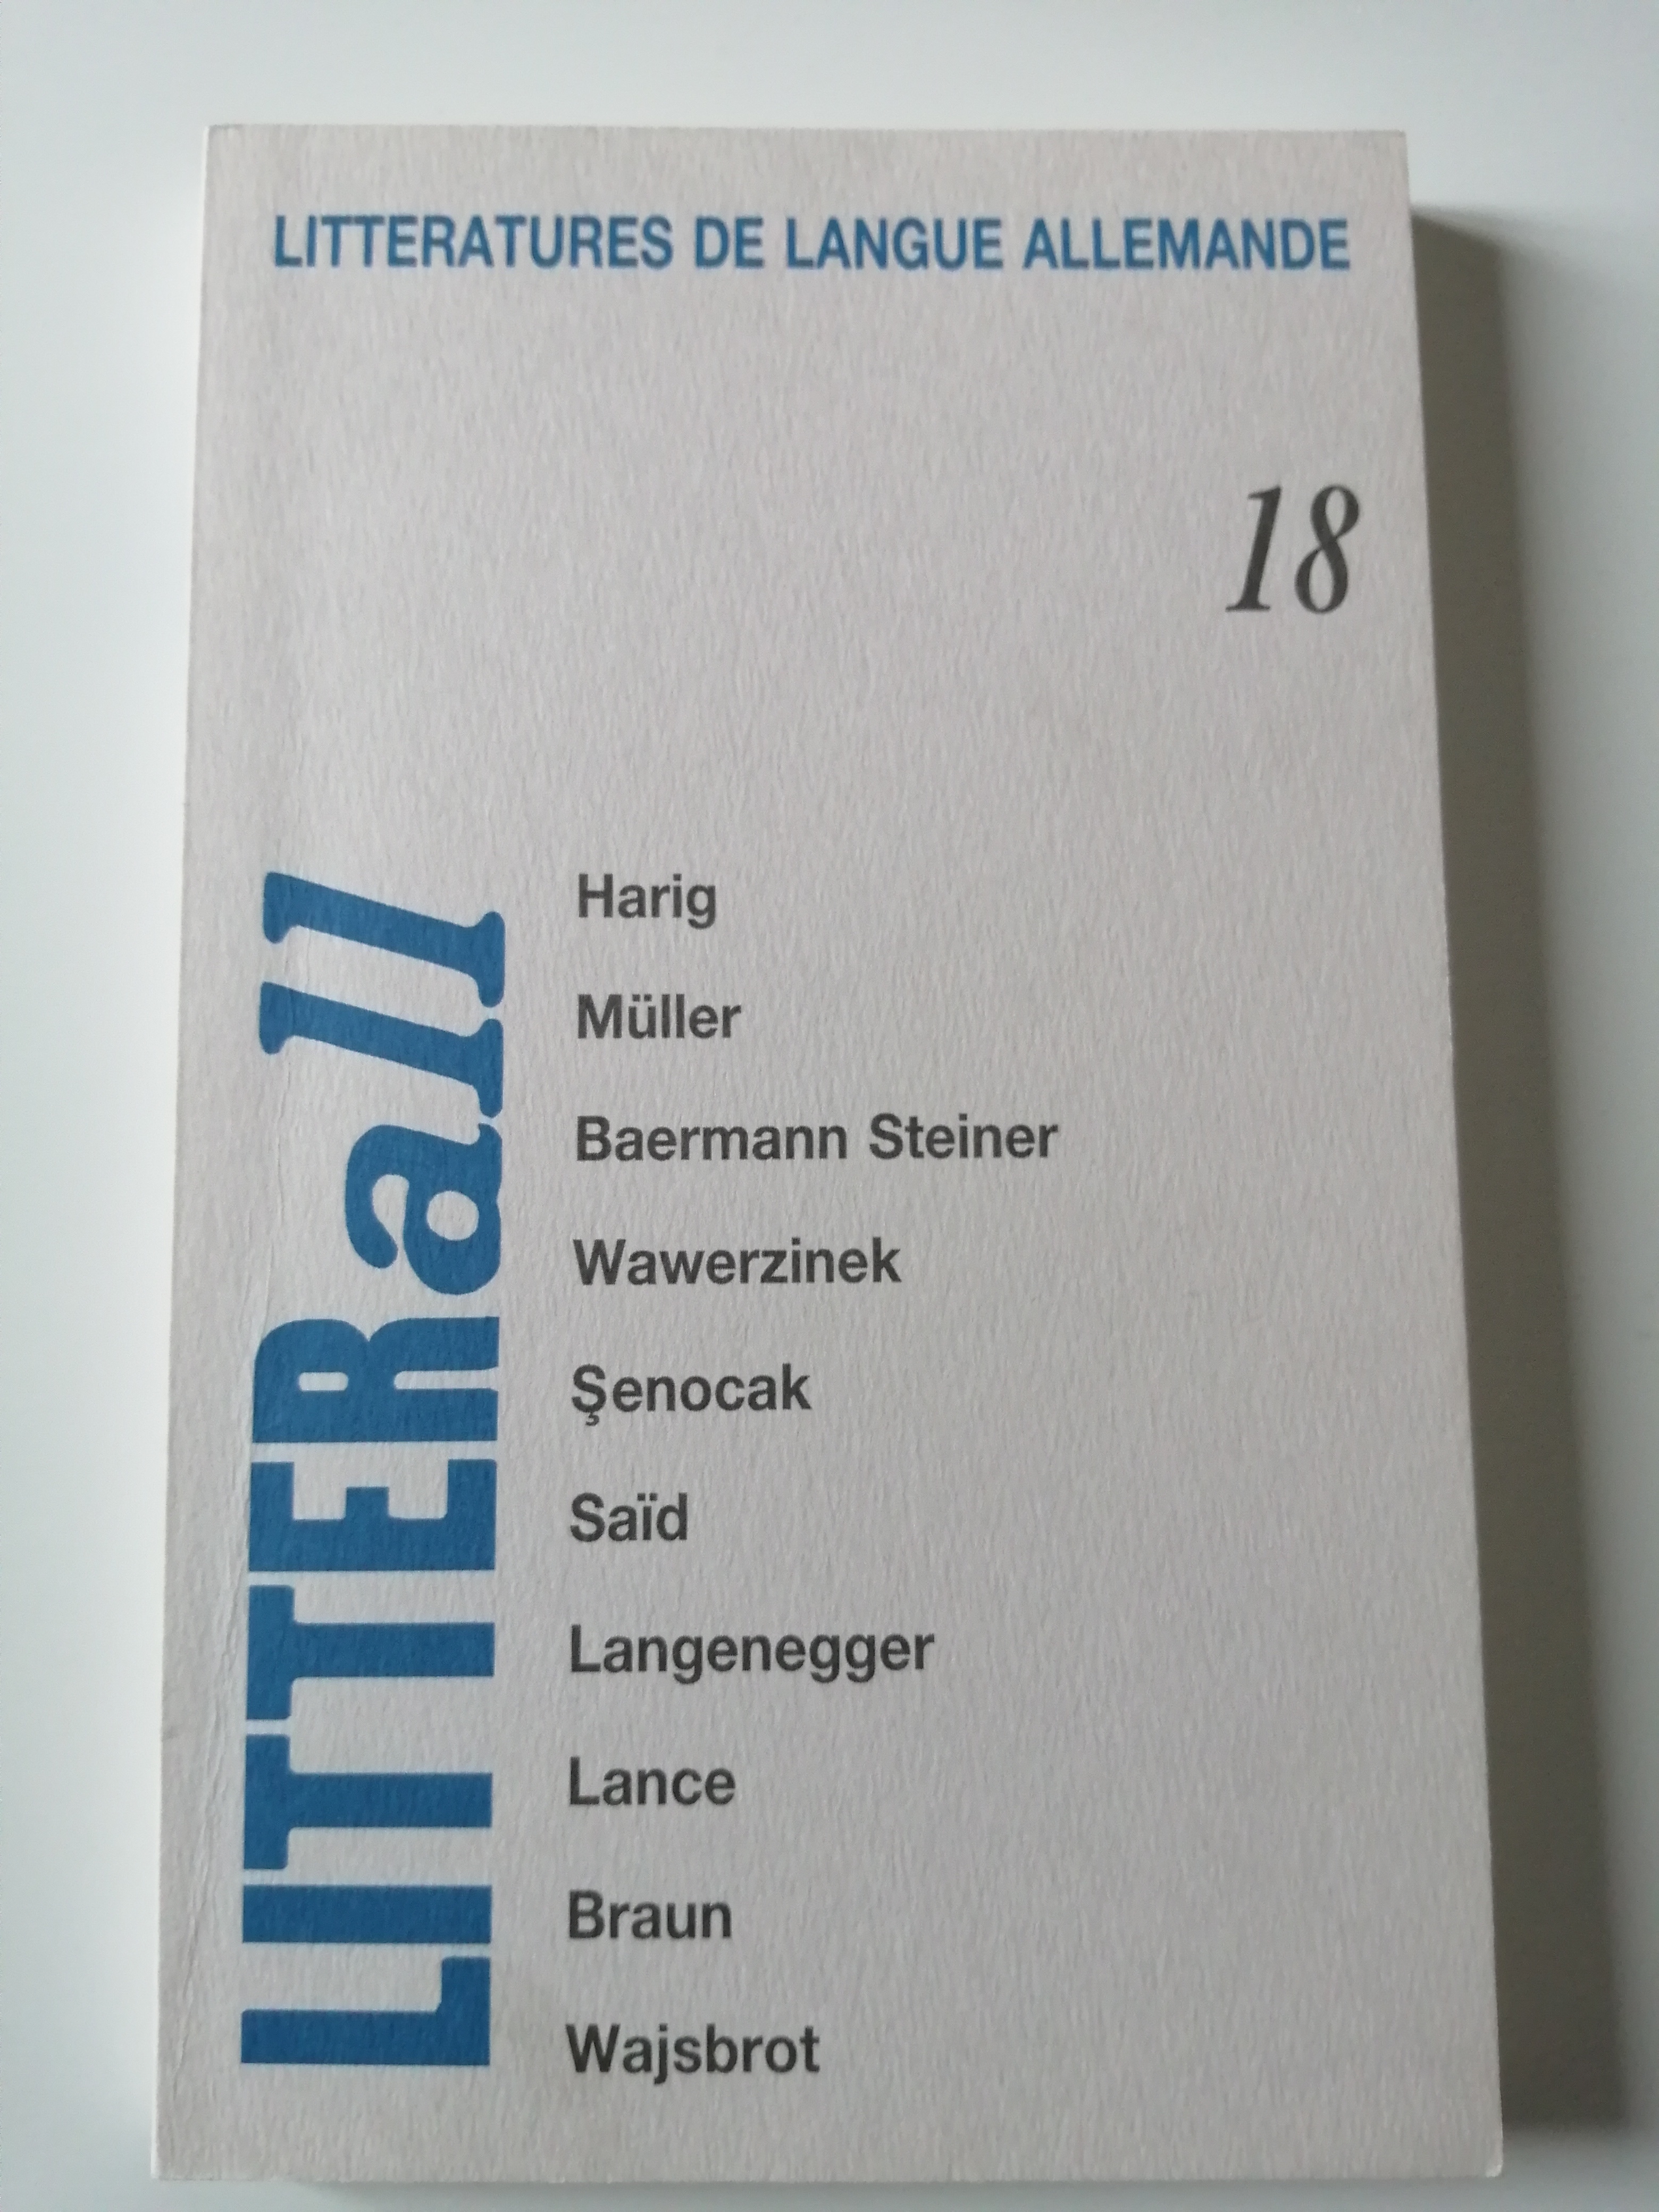 LITTERATURES DE LANGUE ALLEMANDE
18
LITTERall
Harig
Müller
Baermann Steiner
Wawerzinek
Şenocak
Saïd
Langenegger
Lance
Braun
Wajsbrot